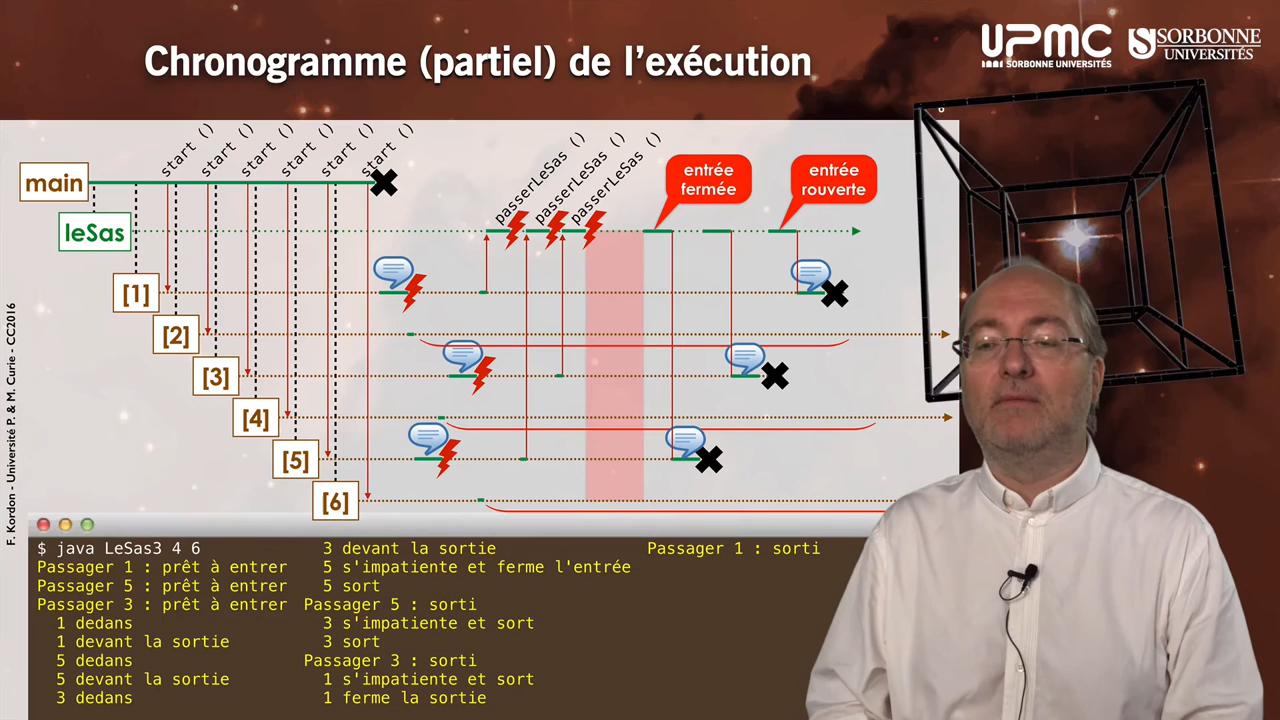 Chronogramme (partiel) de l'exécution
UPMC
SORBONNE UNIVERSITÉS
SORBONNE
UNIVERSITÉS
6
start ()
start ()
start ()
start ()
start ()
start ()
passerLeSas ()
passerLeSas ()
passerLeSas ()
entrée
fermée
entrée
rouverte
main
leSas
[1]
[2]
[3]
[4]
[5]
[6]
F. Kordon - Université P. & M. Curie - CC2016
$ java LeSas3 4 6
Passager 1 : prêt à entrer
Passager 5 : prêt à entrer
Passager 3 : prêt à entrer
1 dedans
1 devant la sortie
5 dedans
5 devant la sortie
3 dedans
3 devant la sortie
5 s'impatiente et ferme l'entrée
5 sort
Passager 5 : sorti
3 s'impatiente et sort
3 sort
Passager 3 : sorti
1 s'impatiente et sort
1 ferme la sortie
Passager 1 : sorti